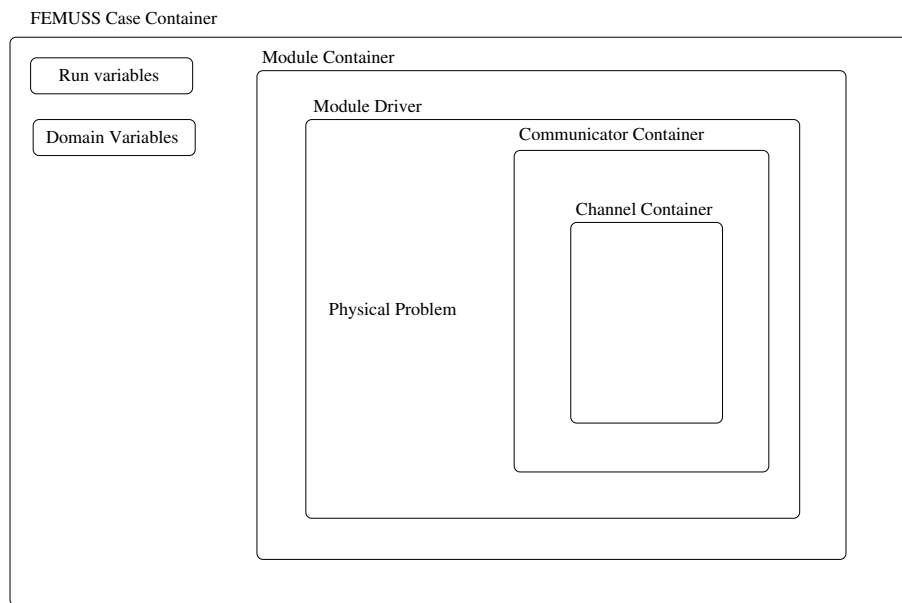 FEMUSS Case Container
Run variables
Domain Variables
Module Container
Module Driver
Communicator Container
Channel Container
Physical Problem